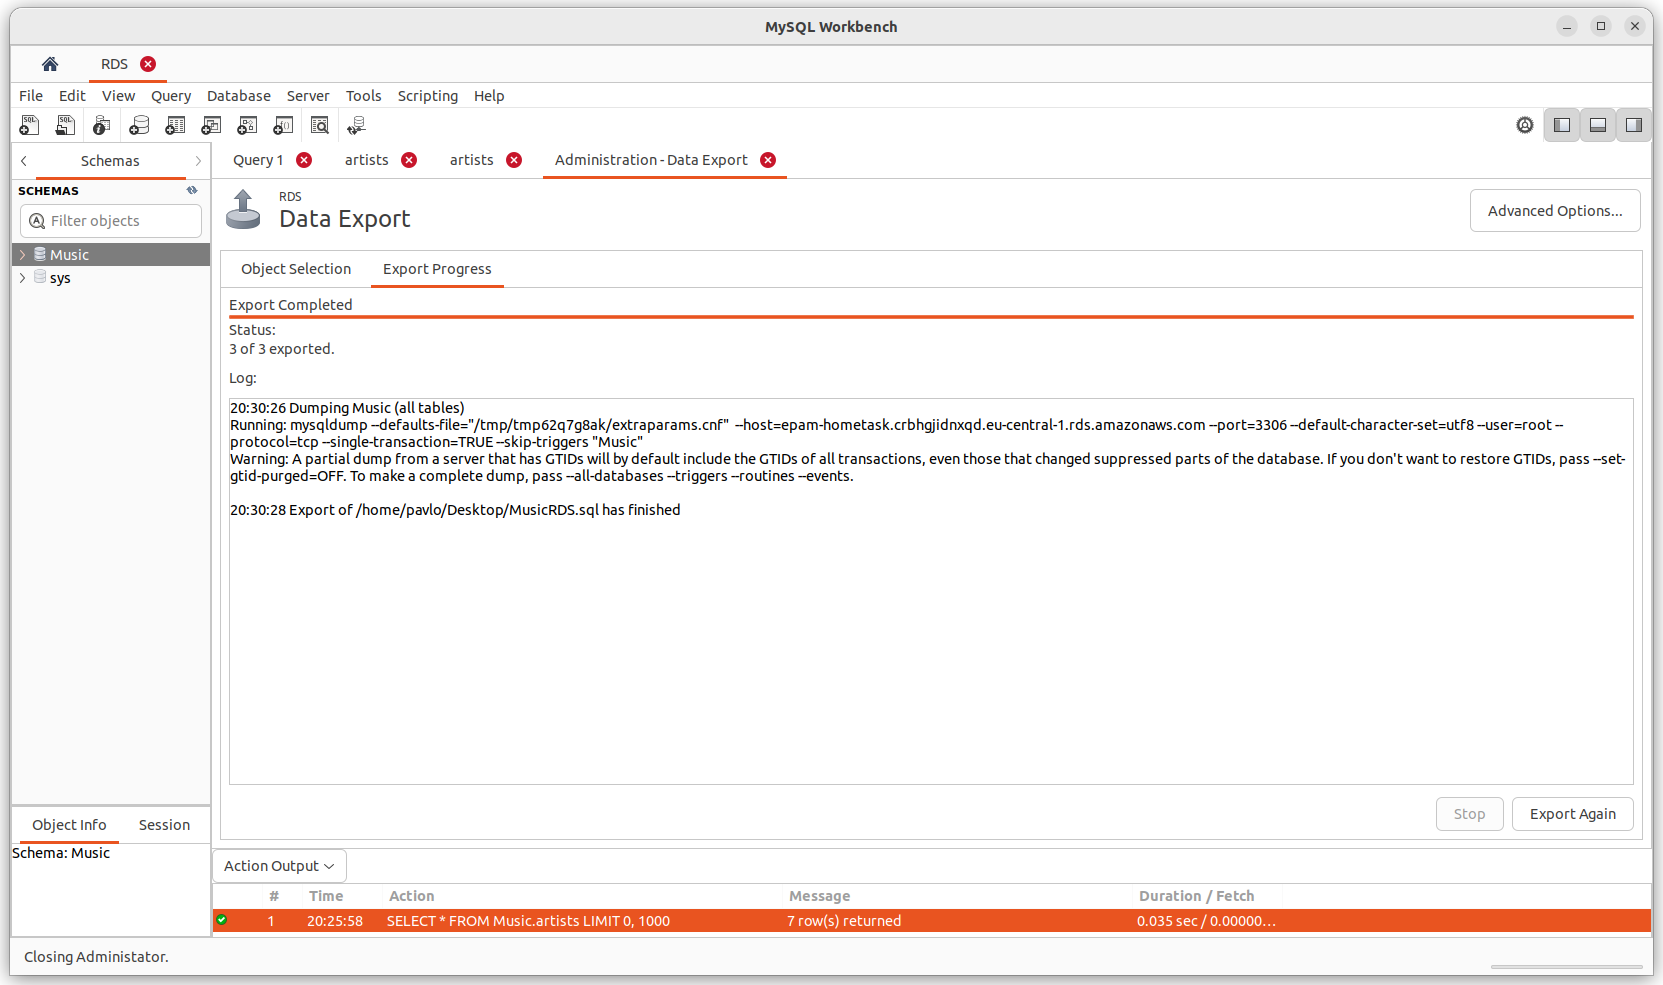 MySQL Workbench
RDS
File Edit View Query Database Server Tools Scripting Help
Schemas
Query 1 artists artists Administration - Data Export
SCHEMAS
Filter objects
Music
sys
RDS
Data Export
Advanced Options...
Object Selection Export Progress
Export Completed
Status:
3 of 3 exported.
Log:
20:30:26 Dumping Music (all tables)
Running: mysqldump --defaults-file="/tmp/tmp62q7g8ak/extraparams.cnf"  --host=epam-hometask.crbhgjidnxqd.eu-central-1.rds.amazonaws.com --port=3306 --default-character-set=utf8 --user=root --
protocol=tcp --single-transaction=TRUE --skip-triggers "Music"
Warning: A partial dump from a server that has GTIDs will by default include the GTIDs of all transactions, even those that changed suppressed parts of the database. If you don't want to restore GTIDs, pass --set-
gtid-purged=OFF. To make a complete dump, pass --all-databases --triggers --routines --events.
20:30:28 Export of /home/pavlo/Desktop/MusicRDS.sql has finished
Stop Export Again
Object Info Session
Schema: Music
Action Output
# Time Action Message Duration / Fetch
1 20:25:58 SELECT * FROM Music.artists LIMIT 0, 1000 7 row(s) returned 0.035 sec / 0.00000...
Closing Administator.